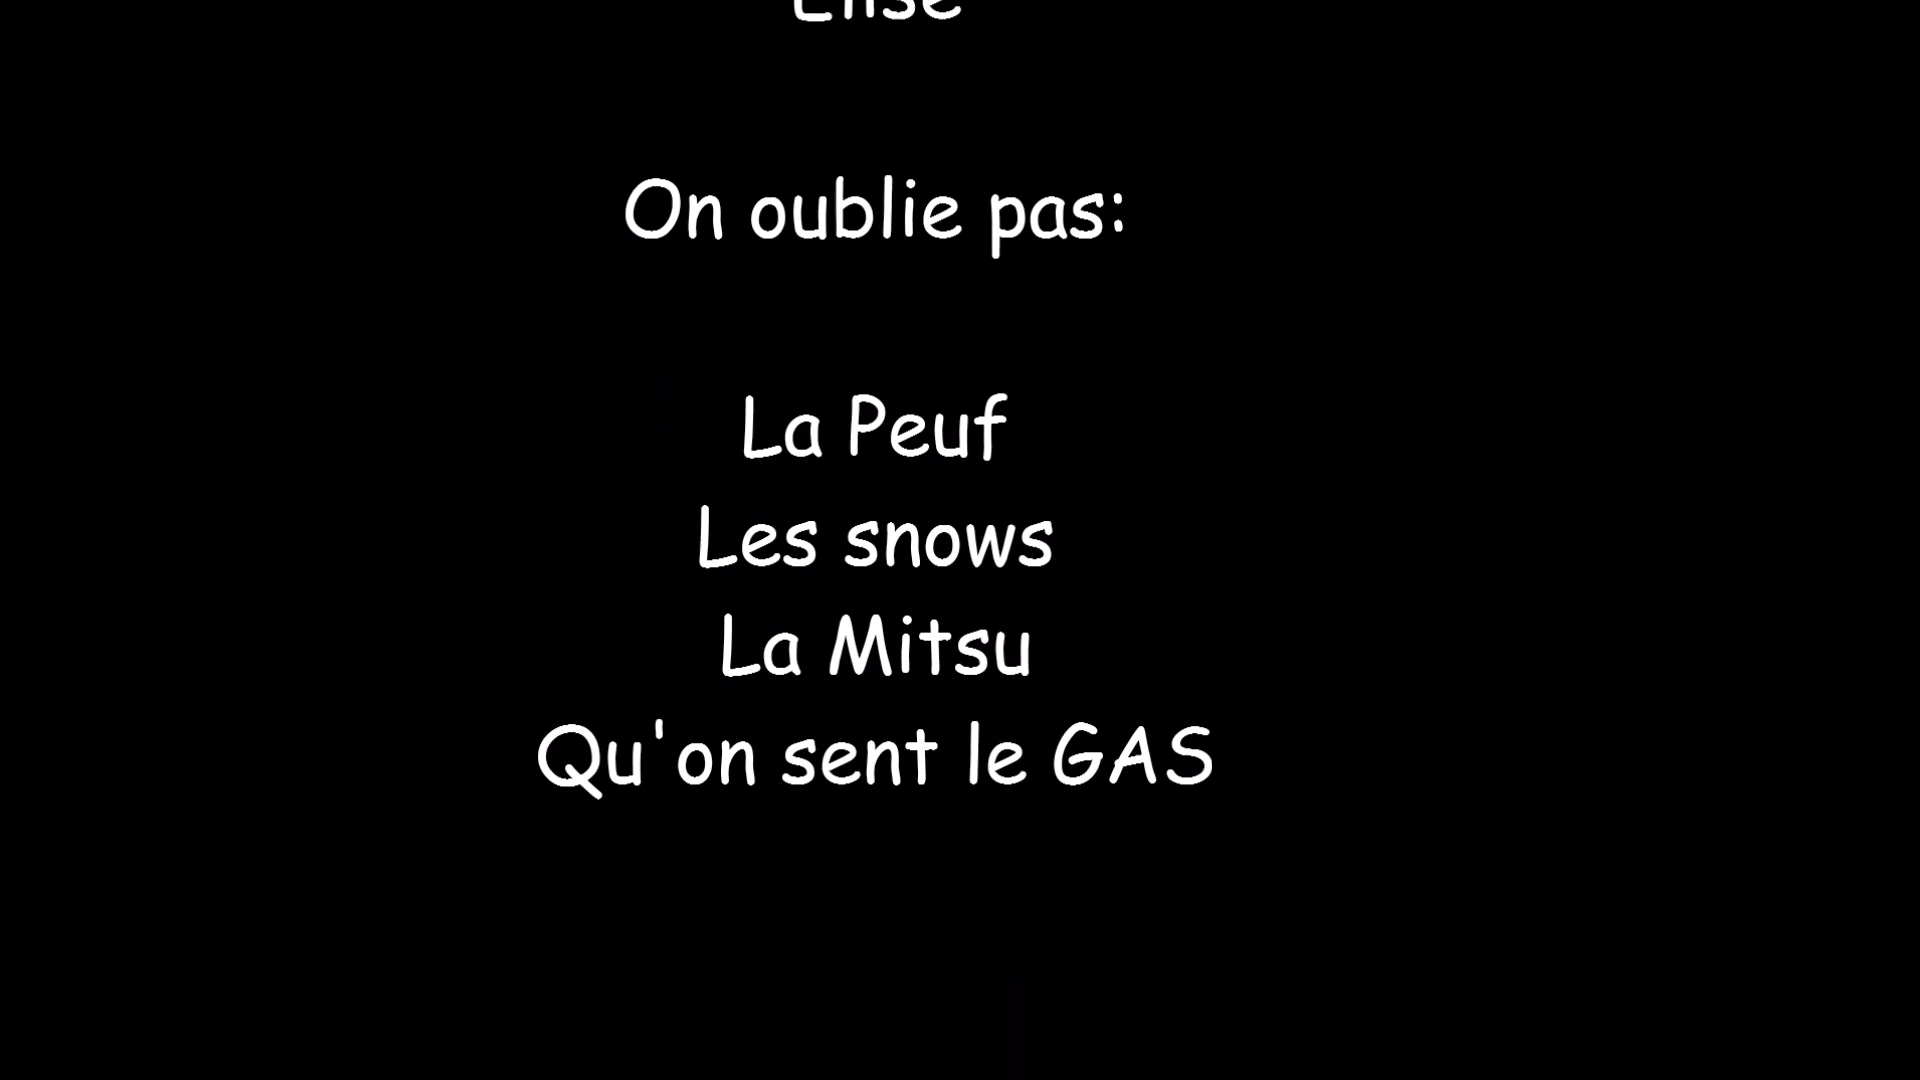 On oublie pas:
La Peuf
Les snows
La Mitsu
Qu'on sent le GAS